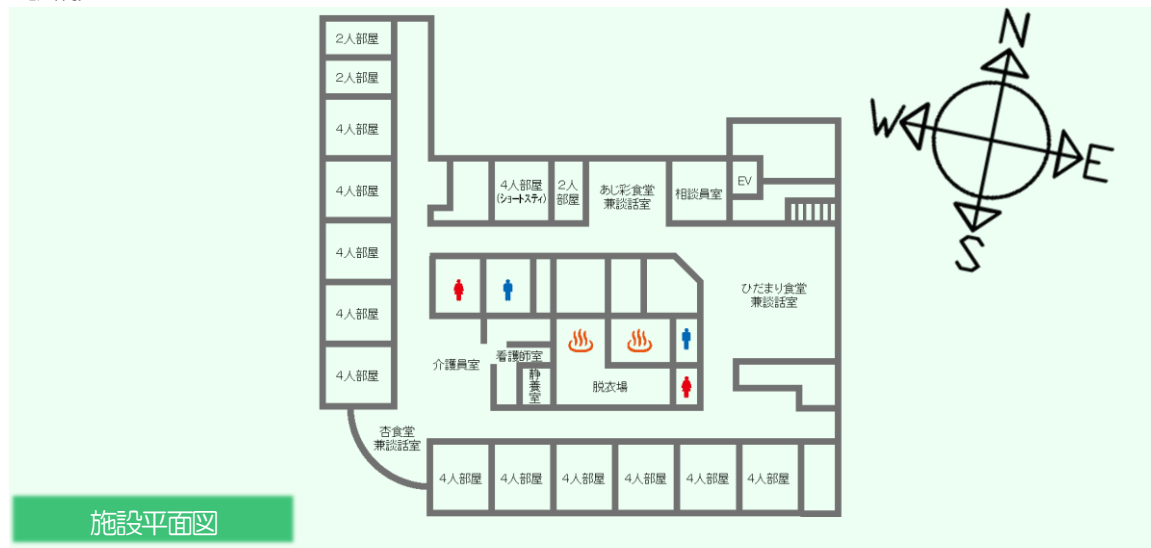 2人部屋
2人部屋
4人部屋
4人部屋
4人部屋
4人部屋
4人部屋
4人部屋
(ショートスティ)
2人
部屋
あじ彩食堂
兼談話室
相談員室
EV
ひだまり食堂
兼談話室
介護員室
看護師室
静
養
室
脱衣場
杏食堂
兼談話室
4人部屋
4人部屋
4人部屋
4人部屋
4人部屋
4人部屋
N
W
E
S
施設平面図